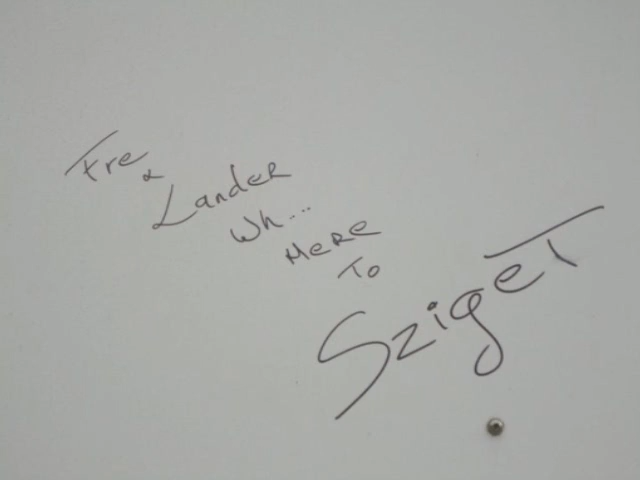 Fre
&
Lander
Wh...
HeRe
To
SzigeT